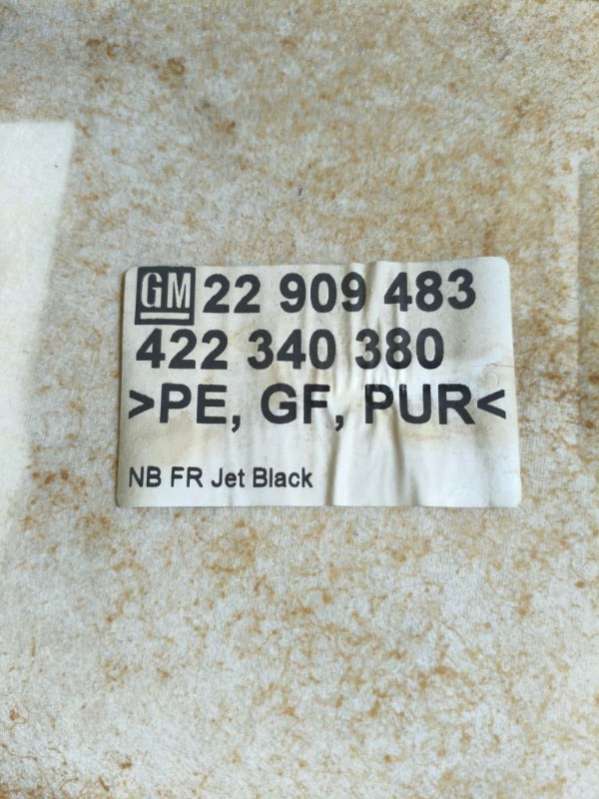 GM 22 909 483
422 340 380
>PE, GF, PUR<
NB FR Jet Black